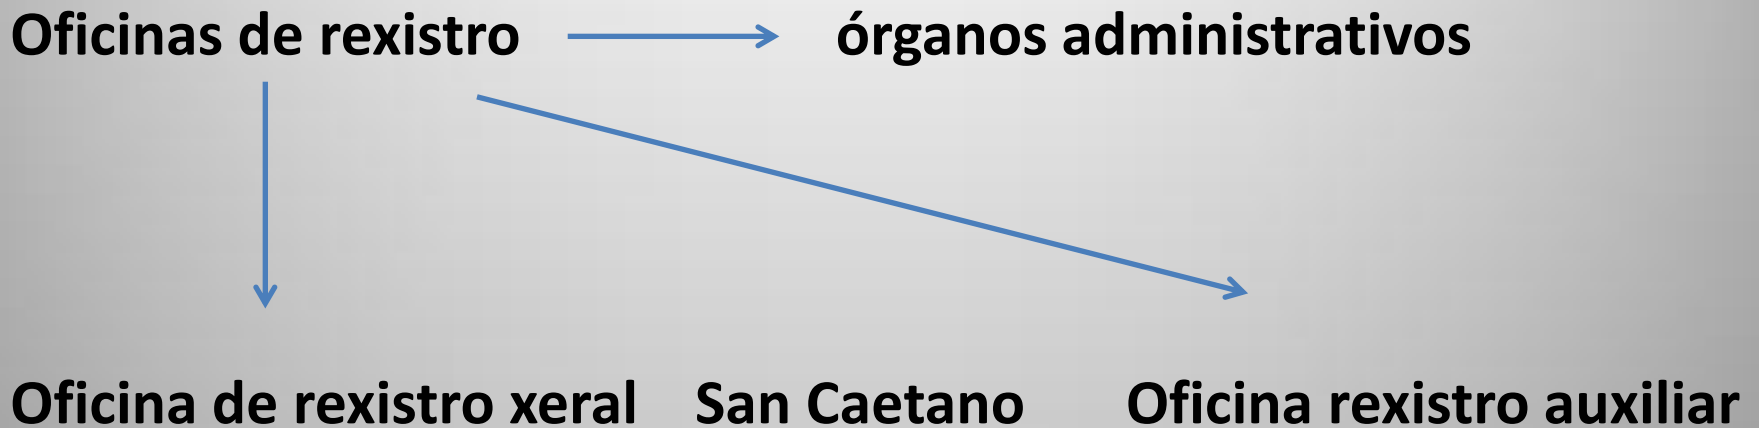 Oficinas de rexistro órganos administrativos
Oficina de rexistro xeral San Caetano Oficina rexistro auxiliar